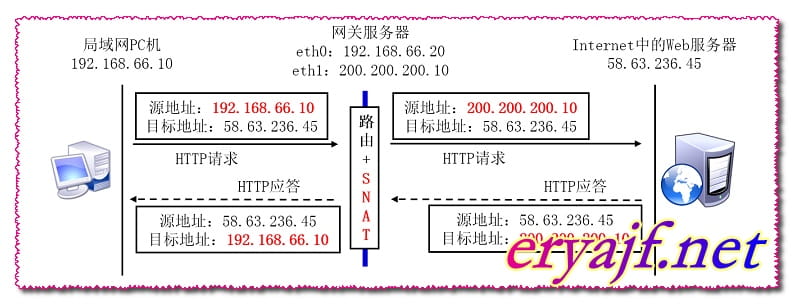 局域网PC机
192.168.66.10
网关服务器
eth0：192.168.66.20
eth1：200.200.200.10
Internet中的Web服务器
58.63.236.45
源地址：192.168.66.10
目标地址：58.63.236.45
HTTP请求
路由+SNAT
源地址：200.200.200.10
目标地址：58.63.236.45
HTTP请求
HTTP应答
源地址：58.63.236.45
目标地址：192.168.66.10
HTTP应答
源地址：58.63.236.45
目标地址：200.200.200.10
eryajf.net